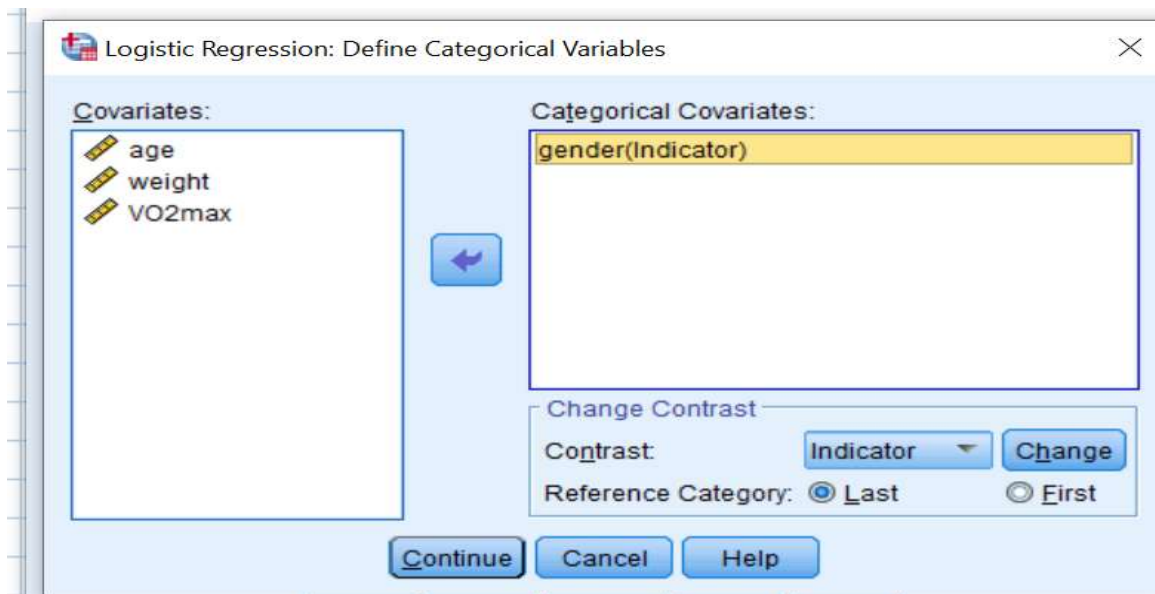 Logistic Regression: Define Categorical Variables
Covariates:
age
weight
VO2max
Categorical Covariates:
gender(Indicator)
Change Contrast
Contrast: Indicator Change
Reference Category: Last First
Continue Cancel Help